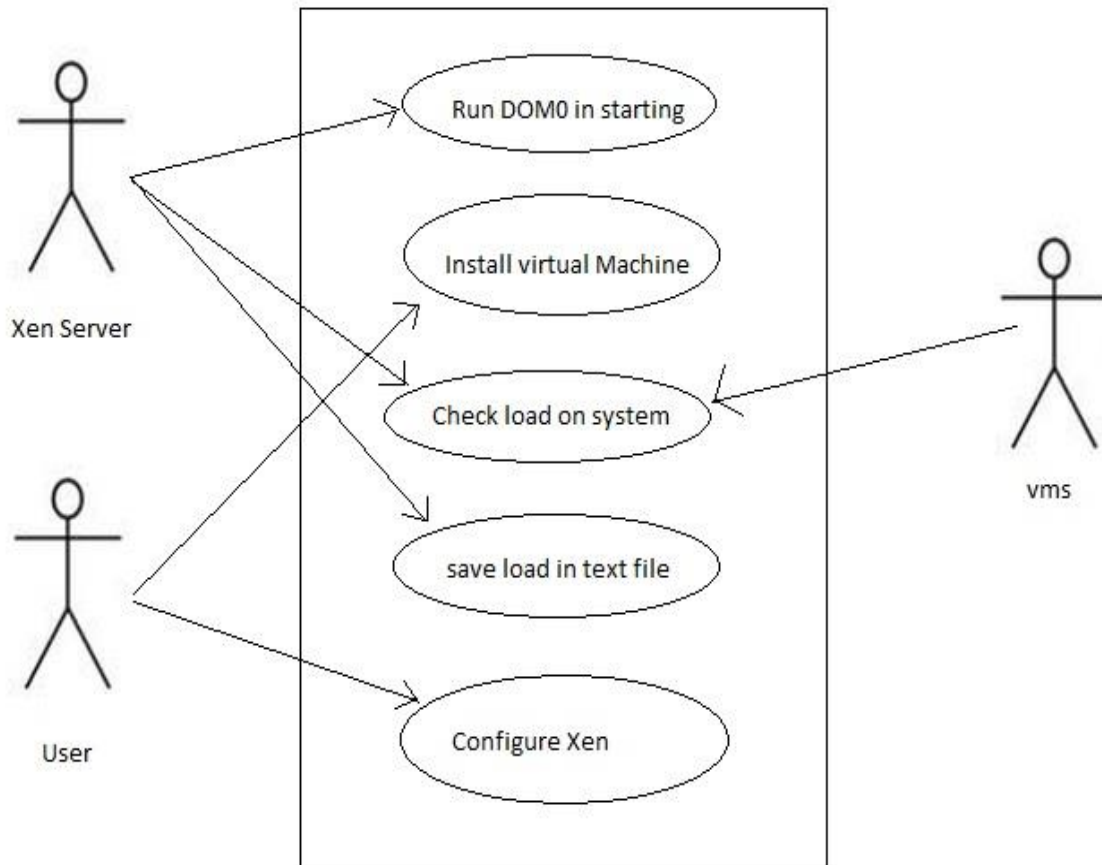 Run DOM0 in starting
Install virtual Machine
Xen Server
Check load on system
vms
save load in text file
User
Configure Xen